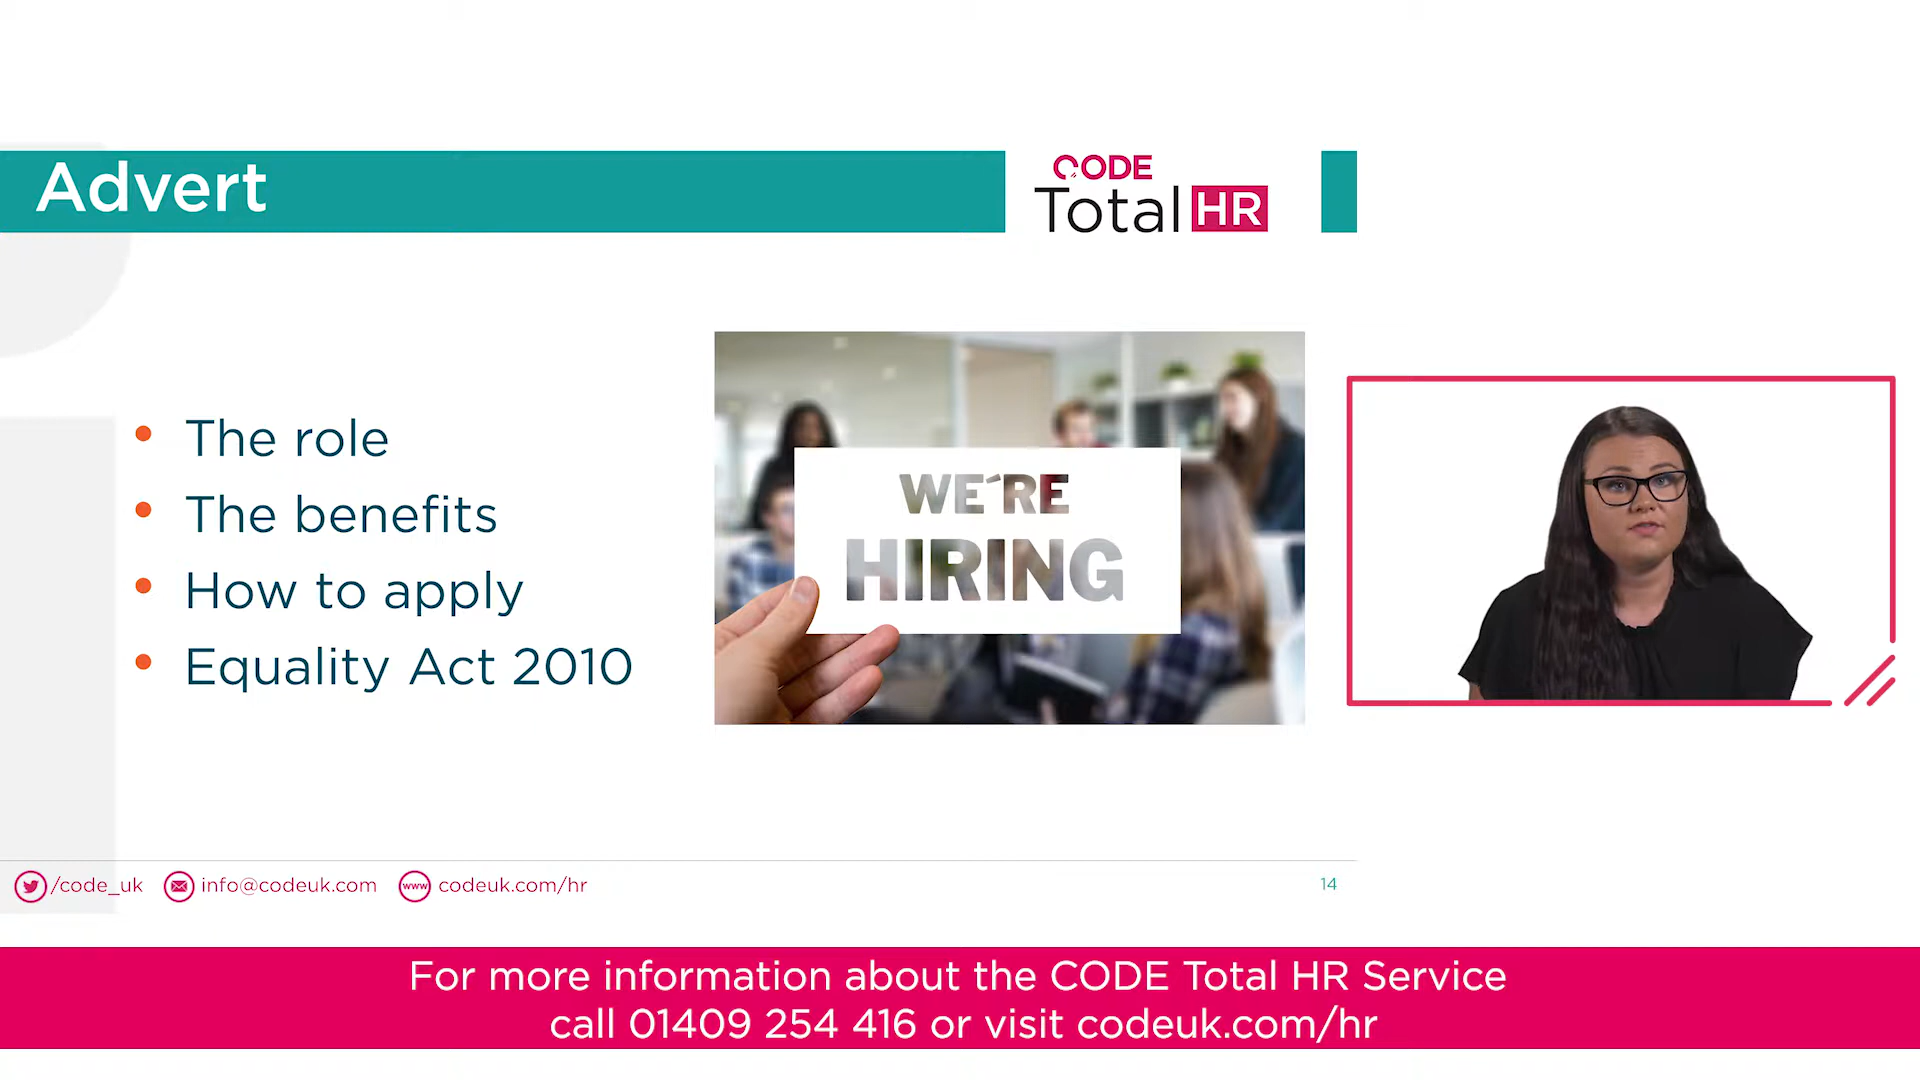 Advert
CODE
Total HR
• The role
• The benefits
• How to apply
• Equality Act 2010
WE´RE
HIRING
/code_uk
info@codeuk.com
www
codeuk.com/hr
14
For more information about the CODE Total HR Service
call 01409 254 416 or visit codeuk.com/hr